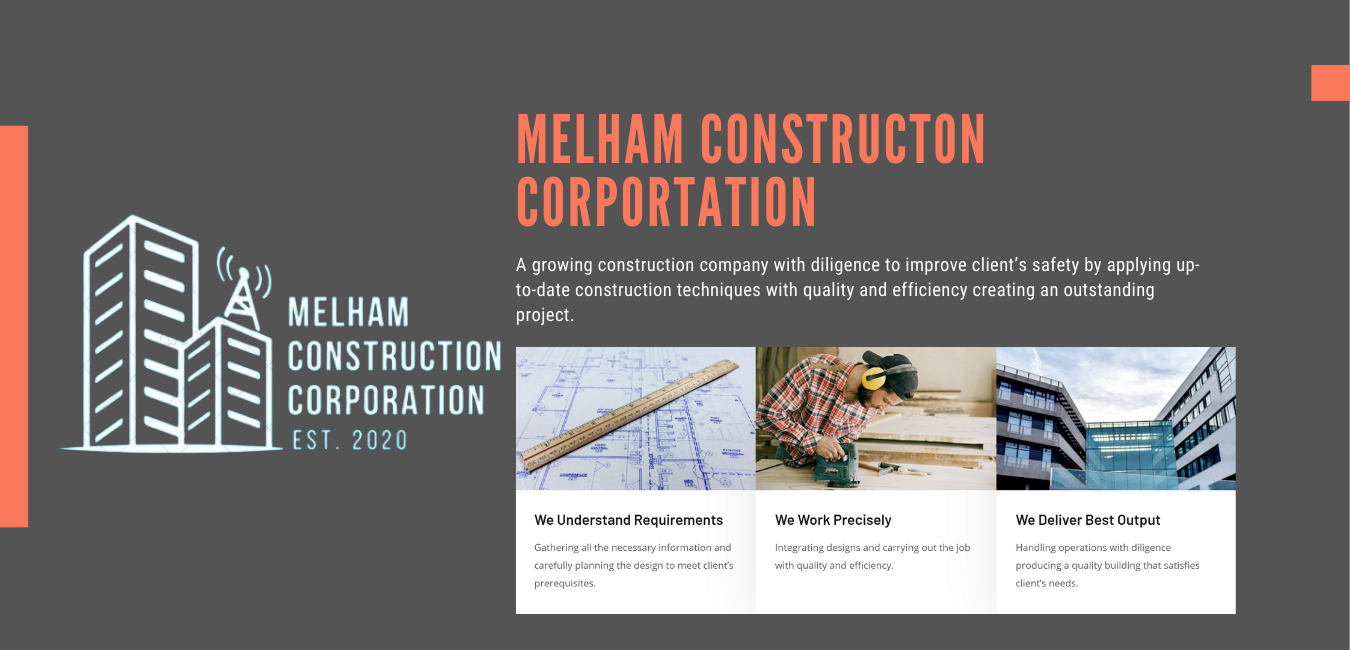 MELHAM CONSTRUCTON
CORPORTATION
A growing construction company with diligence to improve client’s safety by applying up-
to-date construction techniques with quality and efficiency creating an outstanding
project.
MELHAM
CONSTRUCTION
CORPORATION
EST. 2020
We Understand Requirements
Gathering all the necessary information and
carefully planning the design to meet client’s
prerequisites.
We Work Precisely
Integrating designs and carrying out the job
with quality and efficiency.
We Deliver Best Output
Handling operations with diligence
producing a quality building that satisfies
client’s needs.